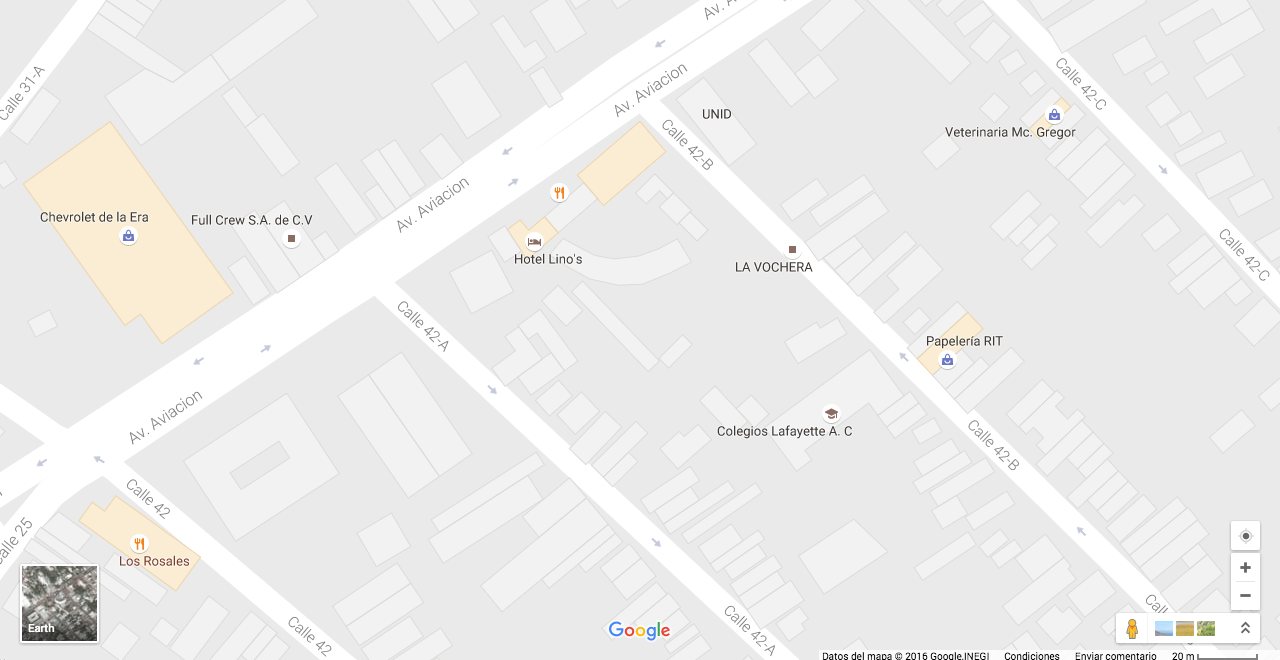 Av. A
Av. Aviacion
Calle 31-A
Calle 42-C
UNID
Veterinaria Mc. Gregor
Calle 42-B
Av. Aviacion
Chevrolet de la Era
Full Crew S.A. de C.V
Hotel Lino's
LA VOCHERA
Calle 42-C
Calle 42-A
Papelería RIT
Av. Aviacion
Colegios Lafayette A. C
Calle 42-B
Calle 42
alle 25
Los Rosales
Calle 42
Calle 42-A
Calle
Earth
Google
Datos del mapa © 2016 Google,INEGI Condiciones Enviar comentario 20 m